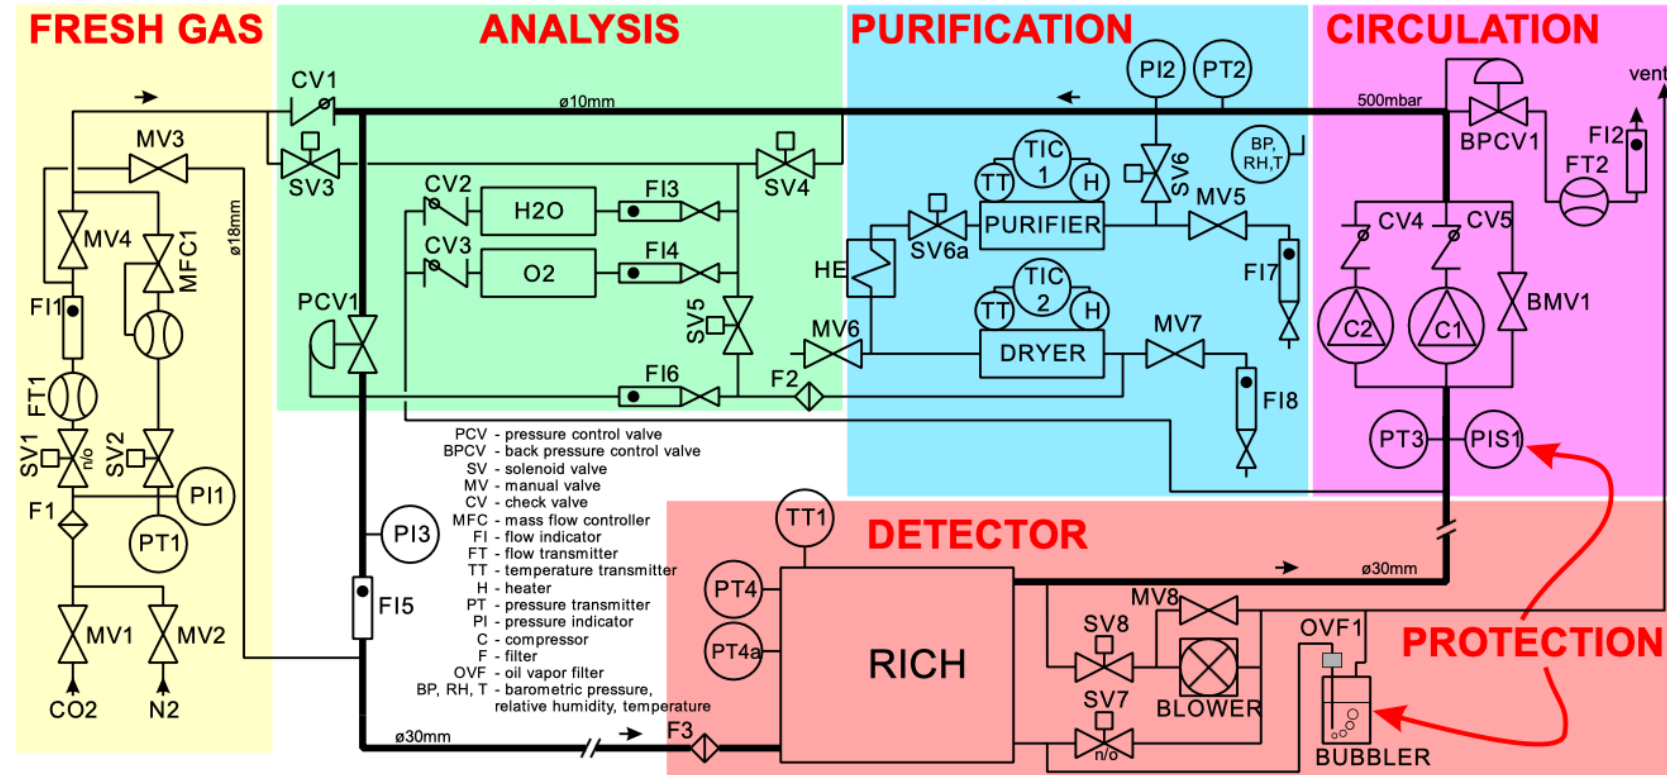 FRESH GAS
ANALYSIS
PURIFICATION
CIRCULATION
CV1
ø10mm
PI2
PT2
500mbar
vent
BPCV1
FI2
FT2
MV3
SV3
SV4
CV2
H2O
FI3
CV3
O2
FI4
TIC
1
TT
H
PURIFIER
SV6
BP,
RH,T
MV5
SV6a
FI7
HE
CV4
CV5
MV4
MFC1
ø18mm
FI1
PCV1
SV5
MV6
TIC
2
TT
H
DRYER
MV7
C2
C1
BMV1
FT1
FI6
F2
FI8
SV1
n/o
SV2
PT3
PIS1
F1
PI1
PT1
PI3
PCV - pressure control valve
BPCV - back pressure control valve
SV - solenoid valve
MV - manual valve
CV - check valve
MFC - mass flow controller
FI - flow indicator
FT - flow transmitter
TT - temperature transmitter
H - heater
PT - pressure transmitter
PI - pressure indicator
C - compressor
F - filter
OVF - oil vapor filter
BP, RH, T - barometric pressure,
relative humidity, temperature
TT1
DETECTOR
ø30mm
PT4
PT4a
RICH
MV8
SV8
BLOWER
SV7
n/o
OVF1
BUBBLER
PROTECTION
FI5
MV1
MV2
CO2
N2
ø30mm
F3